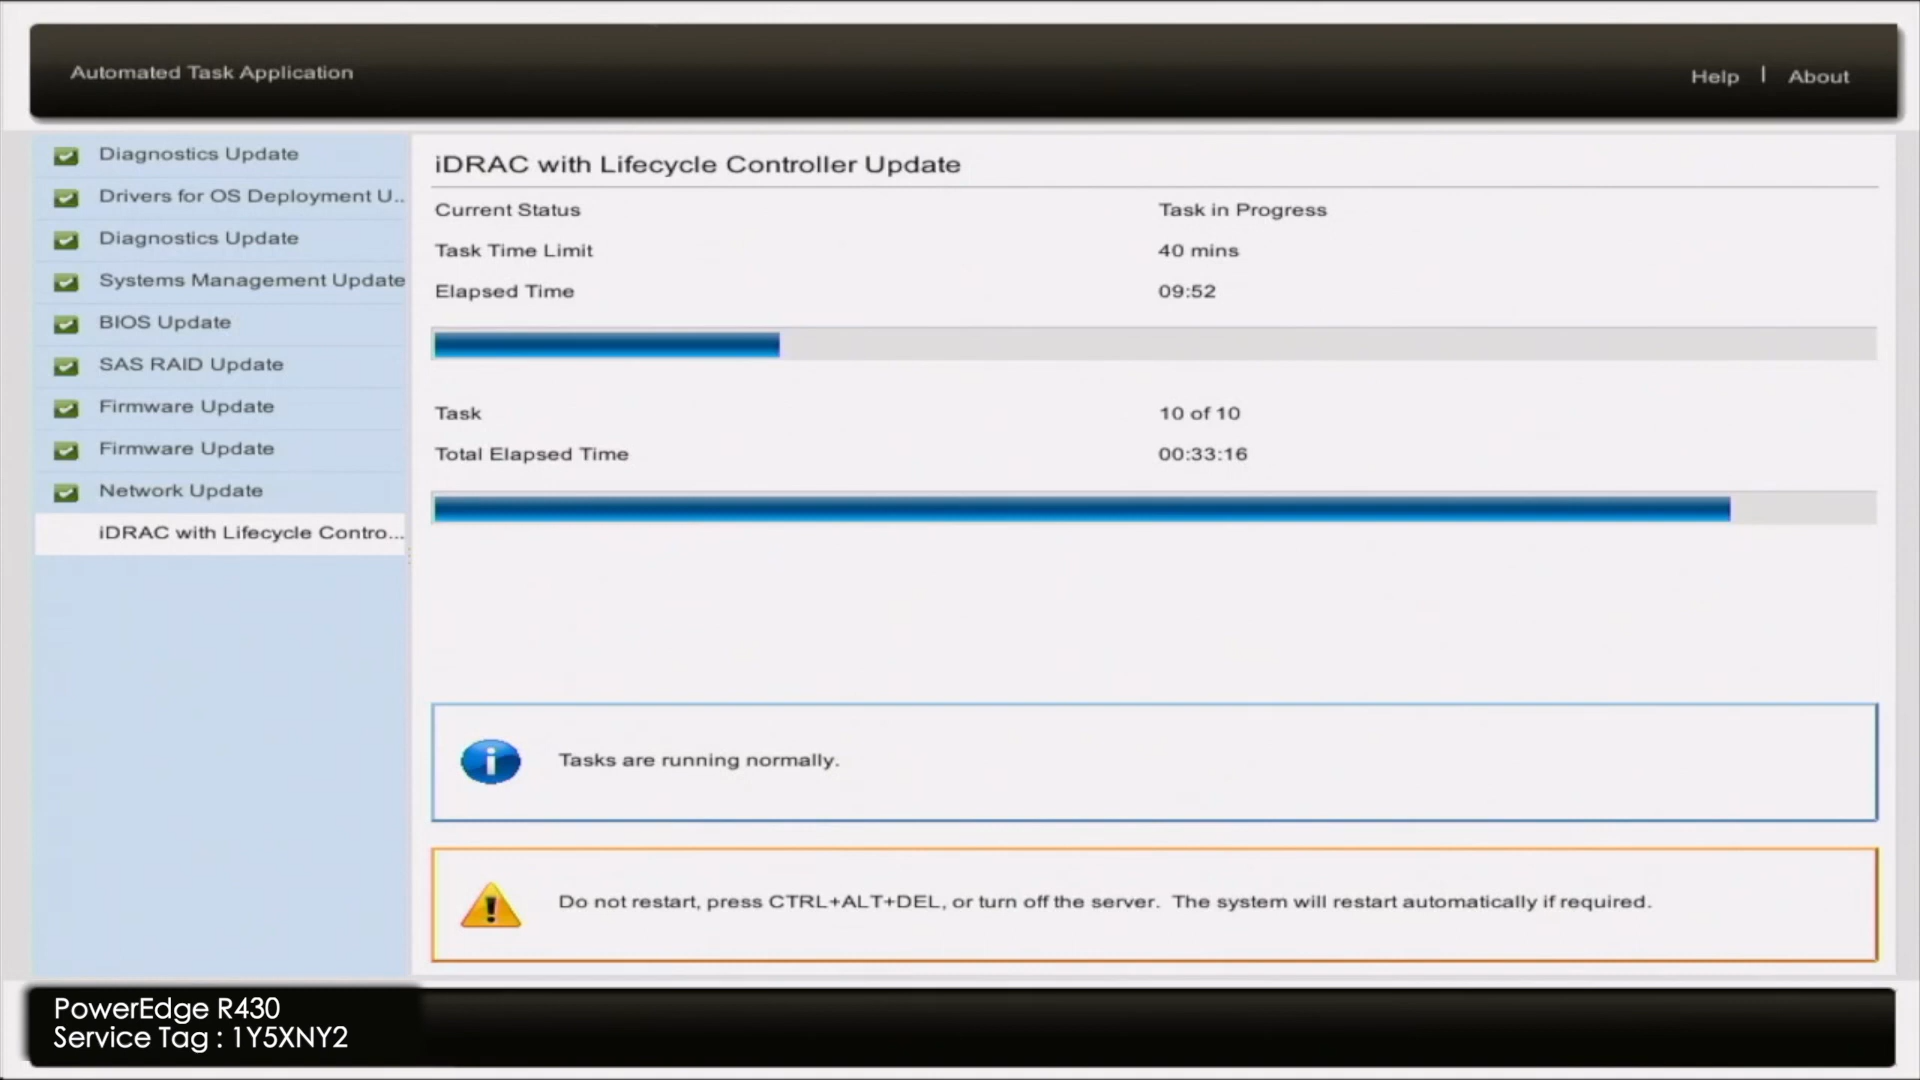 Automated Task Application
Help | About
Diagnostics Update
Drivers for OS Deployment U..
Diagnostics Update
Systems Management Update
BIOS Update
SAS RAID Update
Firmware Update
Firmware Update
Network Update
iDRAC with Lifecycle Contro...
iDRAC with Lifecycle Controller Update
Current Status Task in Progress
Task Time Limit 40 mins
Elapsed Time 09:52
Task 10 of 10
Total Elapsed Time 00:33:16
Tasks are running normally.
Do not restart, press CTRL+ALT+DEL, or turn off the server. The system will restart automatically if required.
PowerEdge R430
Service Tag : 1Y5XNY2